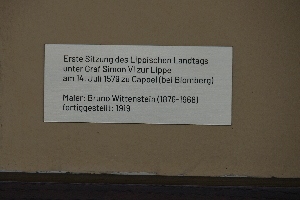 Erste Sitzung des Lippischen Landtags
unter Graf Simon VI zur Lippe
am 14. Juli 1579 zu Cappel (bei Blomberg)
Maler: Bruno Wittenstein (1876-1968)
fertiggestellt: 1919